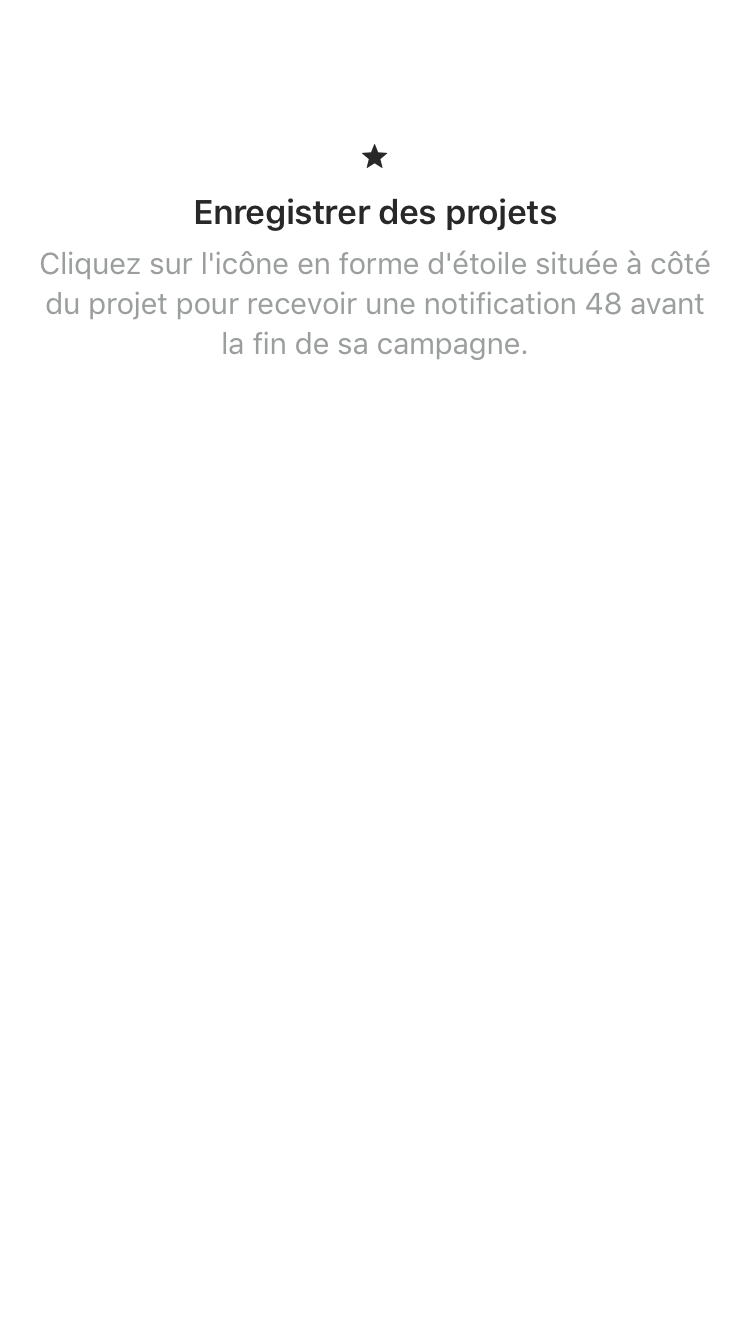 Enregistrer des projets
Cliquez sur l'icône en forme d'étoile située à côté
du projet pour recevoir une notification 48 avant
la fin de sa campagne.